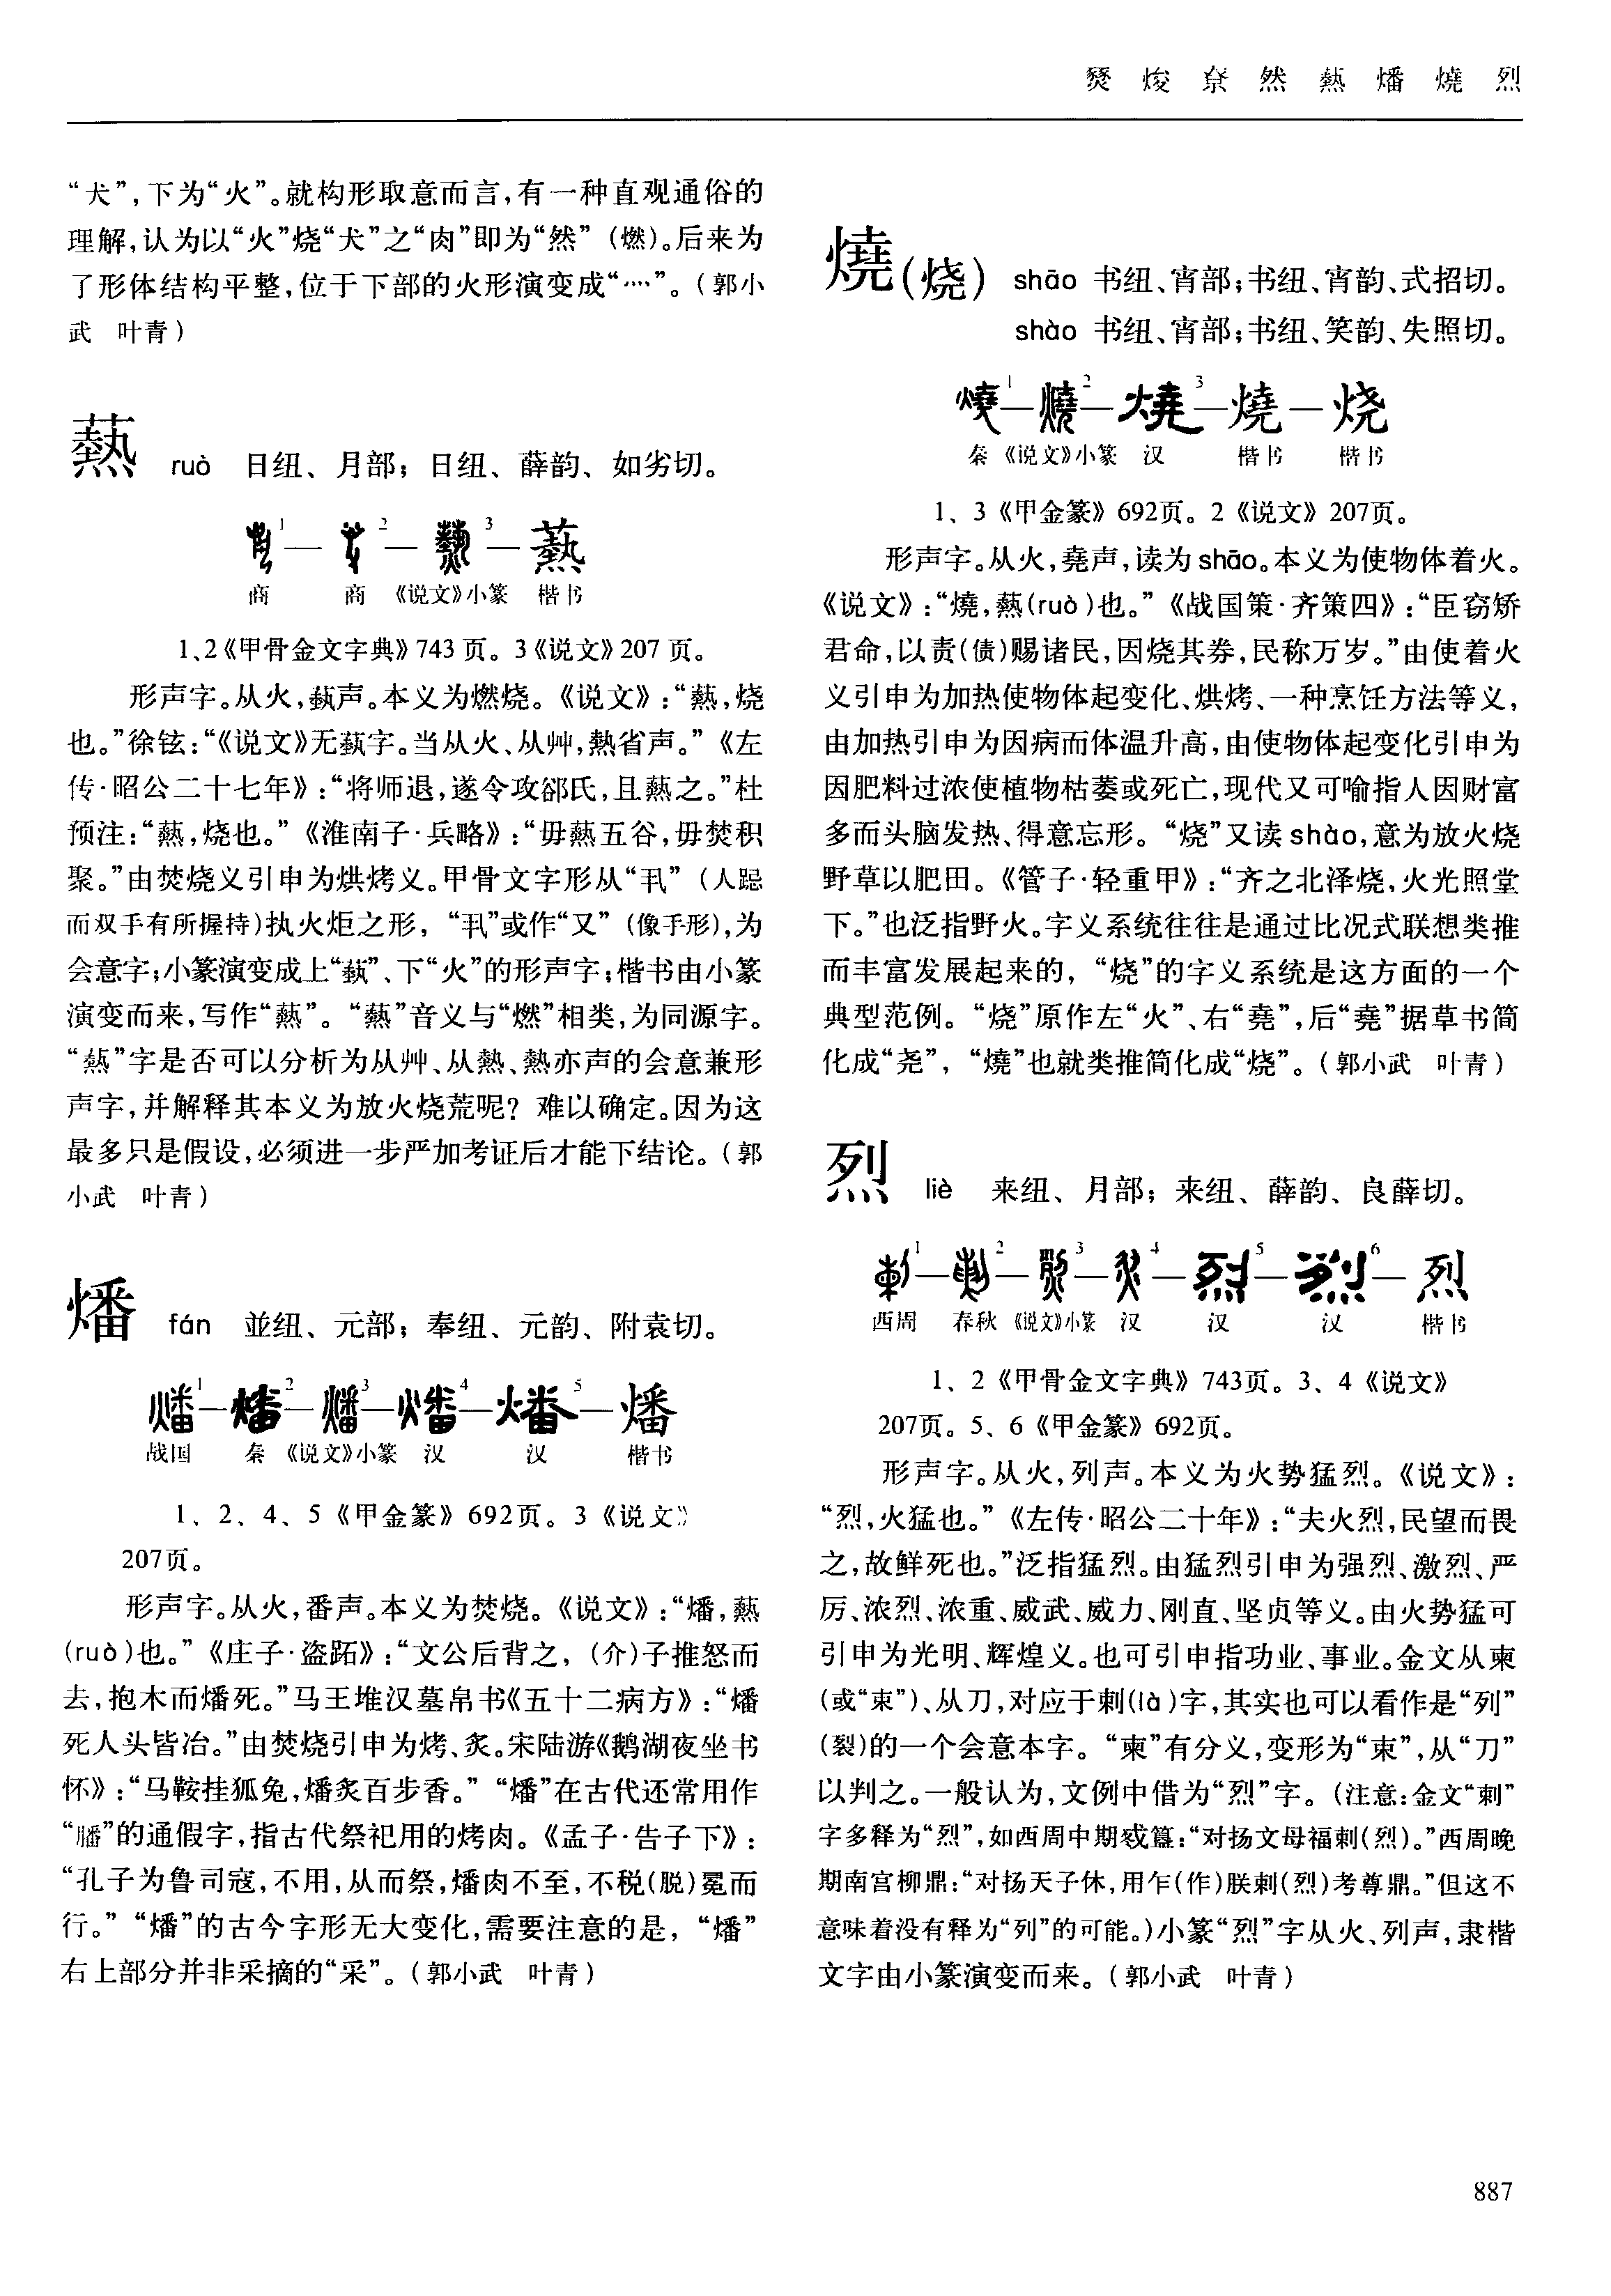 燹 焌 尞 然 爇 燔 燒 烈
“犬”，下为“火”。就构形取意而言，有一种直观通俗的
理解，认为以“火”烧“犬”之“肉”即为“然”（燃）。后来为
了形体结构平整，位于下部的火形演变成“灬”。（郭小
武　叶青）
爇 ruò 日纽、月部；日纽、薛韵、如劣切。
1 — 2 — 3 — 爇
商 商 《说文》小篆 楷书
1、2《甲骨金文字典》743 页。3《说文》207 页。
形声字。从火，蓺声。本义为燃烧。《说文》：“爇，烧
也。”徐铉：“《说文》无蓺字。当从火、从艸，熱省声。”《左
传·昭公二十七年》：“将师退，遂令攻郤氏，且爇之。”杜
预注：“爇，烧也。”《淮南子·兵略》：“毋爇五谷，毋焚积
聚。”由焚烧义引申为烘烤义。甲骨文字形从“丮”（人跽
而双手有所握持）执火炬之形，“丮”或作“又”（像手形），为
会意字；小篆演变成上“蓺”、下“火”的形声字；楷书由小篆
演变而来，写作“爇”。“爇”音义与“燃”相类，为同源字。
“爇”字是否可以分析为从艸、从熱、熱亦声的会意兼形
声字，并解释其本义为放火烧荒呢？难以确定。因为这
最多只是假设，必须进一步严加考证后才能下结论。（郭
小武　叶青）
燔 fán 並纽、元部；奉纽、元韵、附袁切。
燔1 — 燔2 — 燔3 — 燔4 — 燔5 — 燔
战国 秦 《说文》小篆 汉 汉 楷书
1、2、4、5《甲金篆》692页。3《说文》
207页。
形声字。从火，番声。本义为焚烧。《说文》：“燔，爇
（ruò）也。”《庄子·盗跖》：“文公后背之，（介）子推怒而
去，抱木而燔死。”马王堆汉墓帛书《五十二病方》：“燔
死人头皆冶。”由焚烧引申为烤、炙。宋陆游《鹅湖夜坐书
怀》：“马鞍挂狐兔，燔炙百步香。”“燔”在古代还常用作
“膰”的通假字，指古代祭祀用的烤肉。《孟子·告子下》：
“孔子为鲁司寇，不用，从而祭，燔肉不至，不税（脱）冕而
行。”“燔”的古今字形无大变化，需要注意的是，“燔”
右上部分并非采摘的“采”。（郭小武　叶青）
燒（烧） shāo 书纽、宵部；书纽、宵韵、式招切。
shào 书纽、宵部；书纽、笑韵、失照切。
燒1 — 燒2 — 燒3 — 燒 — 烧
秦 《说文》小篆 汉 楷书 楷书
1、3《甲金篆》692页。2《说文》207页。
形声字。从火，堯声，读为 shāo。本义为使物体着火。
《说文》：“燒，爇（ruò）也。”《战国策·齐策四》：“臣窃矫
君命，以责（债）赐诸民，因烧其券，民称万岁。”由使着火
义引申为加热使物体起变化、烘烤、一种烹饪方法等义，
由加热引申为因病而体温升高，由使物体起变化引申为
因肥料过浓使植物枯萎或死亡，现代又可喻指人因财富
多而头脑发热、得意忘形。“烧”又读 shào，意为放火烧
野草以肥田。《管子·轻重甲》：“齐之北泽烧，火光照堂
下。”也泛指野火。字义系统往往是通过比况式联想类推
而丰富发展起来的，“烧”的字义系统是这方面的一个
典型范例。“烧”原作左“火”、右“堯”，后“堯”据草书简
化成“尧”，“燒”也就类推简化成“烧”。（郭小武　叶青）
烈 liè 来纽、月部；来纽、薛韵、良薛切。
1 — 2 — 烈3 — 4 — 烈5 — 烈6 — 烈
西周 春秋 《说文》小篆 汉 汉 汉 楷书
1、2《甲骨金文字典》743页。3、4《说文》
207页。5、6《甲金篆》692页。
形声字。从火，列声。本义为火势猛烈。《说文》：
“烈，火猛也。”《左传·昭公二十年》：“夫火烈，民望而畏
之，故鲜死也。”泛指猛烈。由猛烈引申为强烈、激烈、严
厉、浓烈、浓重、威武、威力、刚直、坚贞等义。由火势猛可
引申为光明、辉煌义。也可引申指功业、事业。金文从柬
（或“束”）、从刀，对应于剌（là）字，其实也可以看作是“列”
（裂）的一个会意本字。“柬”有分义，变形为“束”，从“刀”
以判之。一般认为，文例中借为“烈”字。（注意：金文“剌”
字多释为“烈”，如西周中期𢦚簋：“对扬文母福剌（烈）。”西周晚
期南宫柳鼎：“对扬天子休，用乍（作）朕剌（烈）考尊鼎。”但这不
意味着没有释为“列”的可能。）小篆“烈”字从火、列声，隶楷
文字由小篆演变而来。（郭小武　叶青）
887